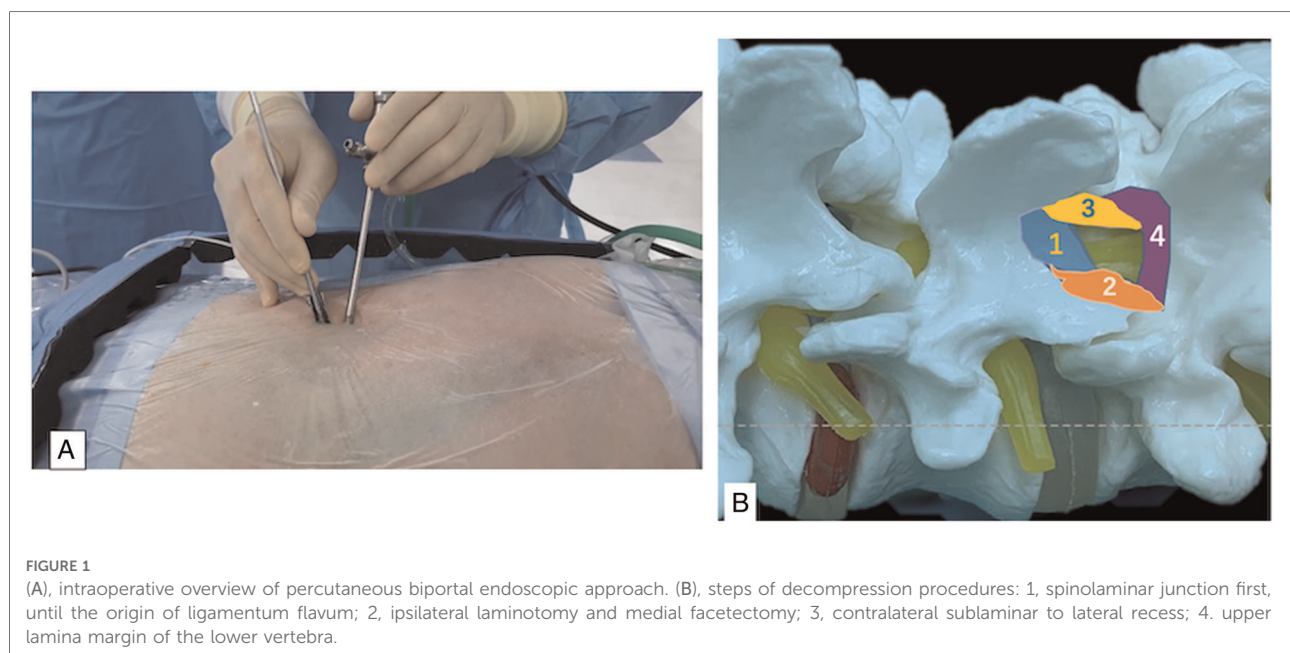 A
B
1
2
3
4
FIGURE 1
(A), intraoperative overview of percutaneous biportal endoscopic approach. (B), steps of decompression procedures: 1, spinolaminar junction first,
until the origin of ligamentum flavum; 2, ipsilateral laminotomy and medial facetectomy; 3, contralateral sublaminar to lateral recess; 4. upper
lamina margin of the lower vertebra.